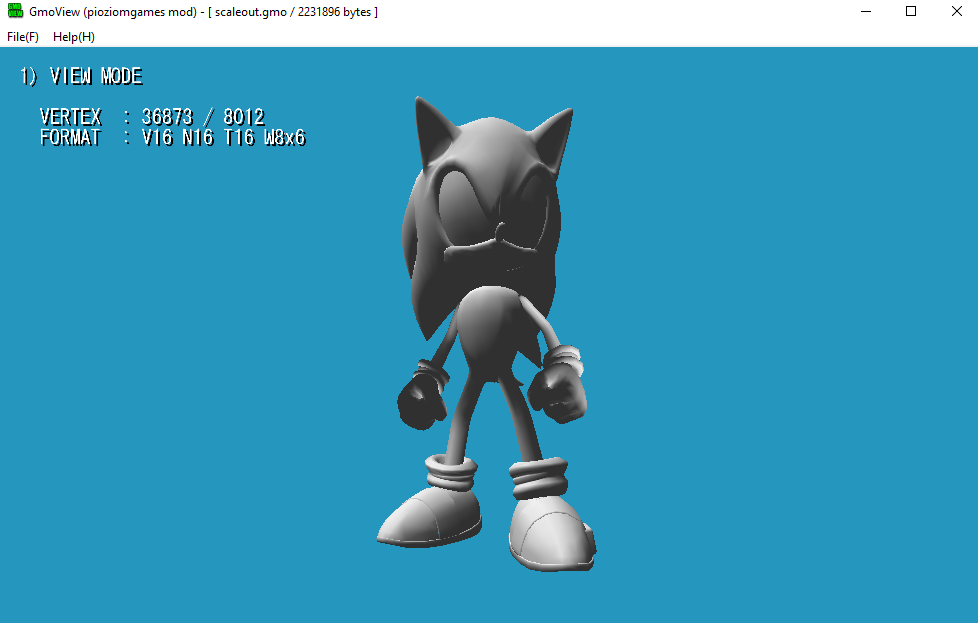 GmoView (pioziomgames mod) - [ scaleout.gmo / 2231896 bytes ]
File(F) Help(H)
1) VIEW MODE
VERTEX : 36873 / 8012
FORMAT : V16 N16 T16 W8x6